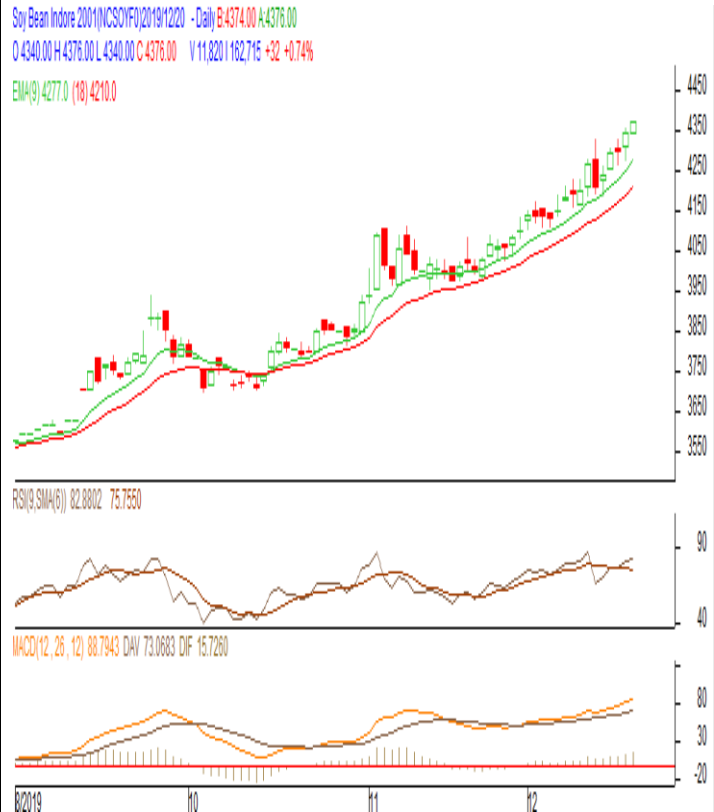 Soy Bean Indore 2001(NCSOYF0)2019/12/20 - Daily B:4374.00 A:4376.00
O 4340.00 H 4376.00 L 4340.00 C 4376.00 V 11,820 I 162,715 +32 +0.74%
EMA(9) 4277.0 (18) 4210.0
4450
4350
4250
4150
4050
3950
3850
3750
3650
3550
RSI(9,SMA(6)) 82.8802 75.7550
90
40
MACD(12 , 26 , 12) 88.7943 DAV 73.0683 DIF 15.7260
80
30
-20
9/2019 10 11 12